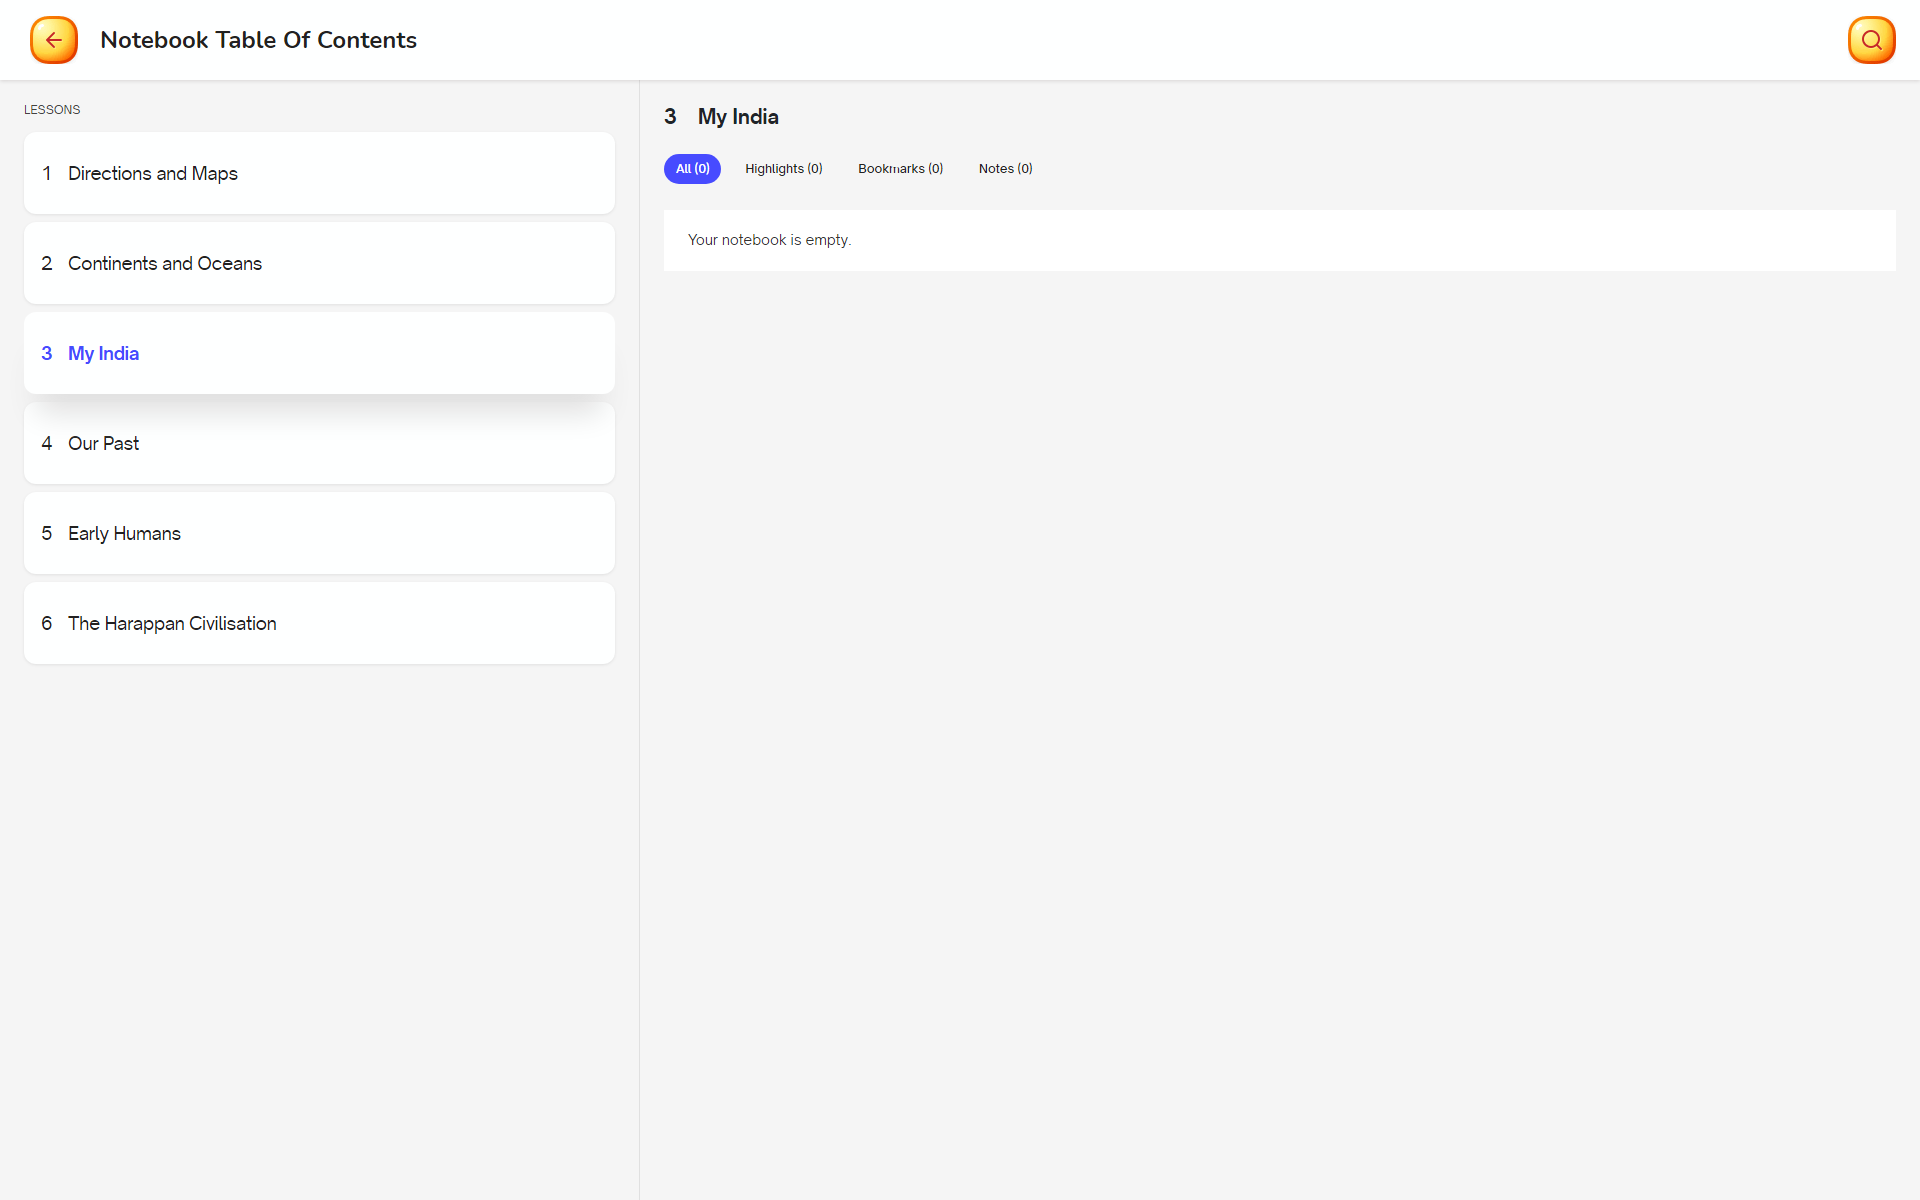 Notebook Table Of Contents
LESSONS
1 Directions and Maps
2 Continents and Oceans
3 My India
4 Our Past
5 Early Humans
6 The Harappan Civilisation
3 My India
All (0) Highlights (0) Bookmarks (0) Notes (0)
Your notebook is empty.